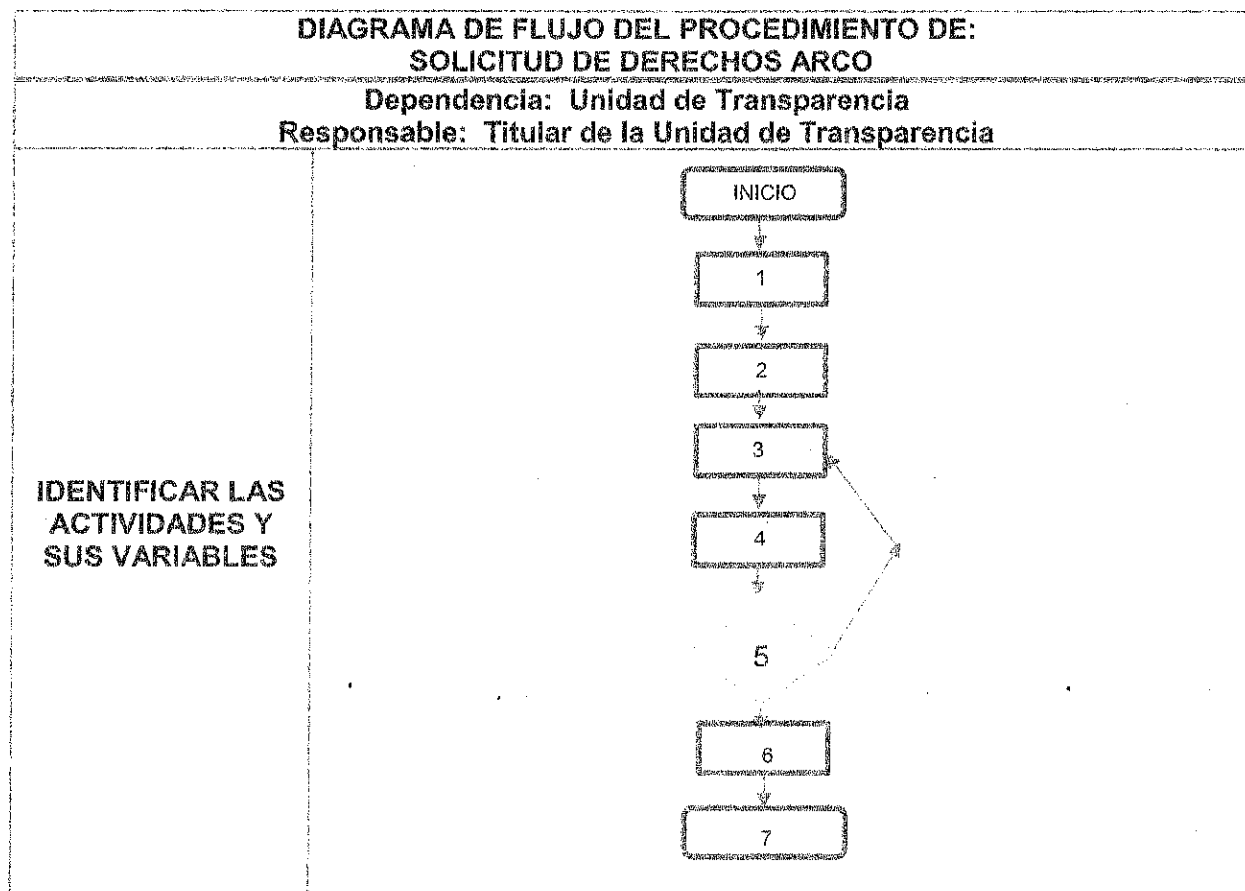 DIAGRAMA DE FLUJO DEL PROCEDIMIENTO DE:
SOLICITUD DE DERECHOS ARCO
Dependencia: Unidad de Transparencia
Responsable: Titular de la Unidad de Transparencia
IDENTIFICAR LAS
ACTIVIDADES Y
SUS VARIABLES
INICIO
1
2
3
4
5
6
7